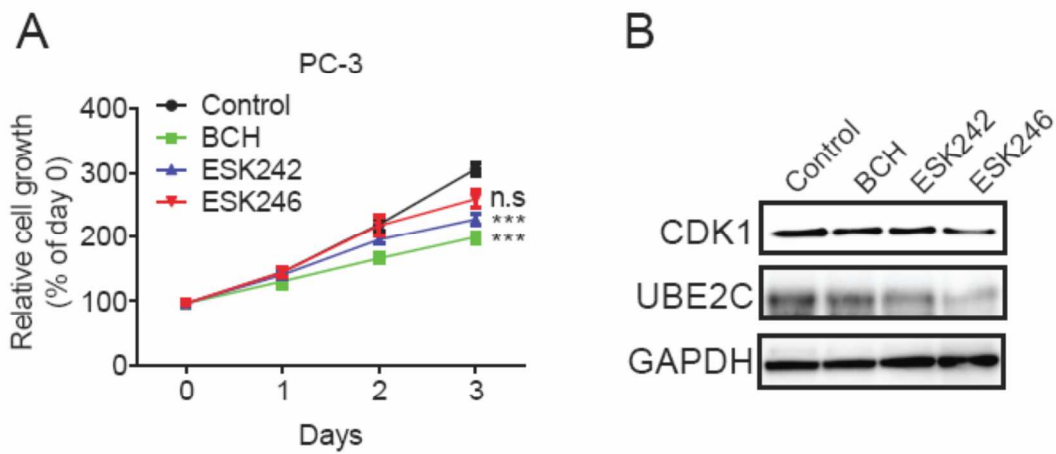 A
PC-3
Relative cell growth
(% of day 0)
400
300
200
100
0
Control
BCH
ESK242
ESK246
n.s
***
***
0 1 2 3
Days
B
Control BCH ESK242 ESK246
CDK1
UBE2C
GAPDH